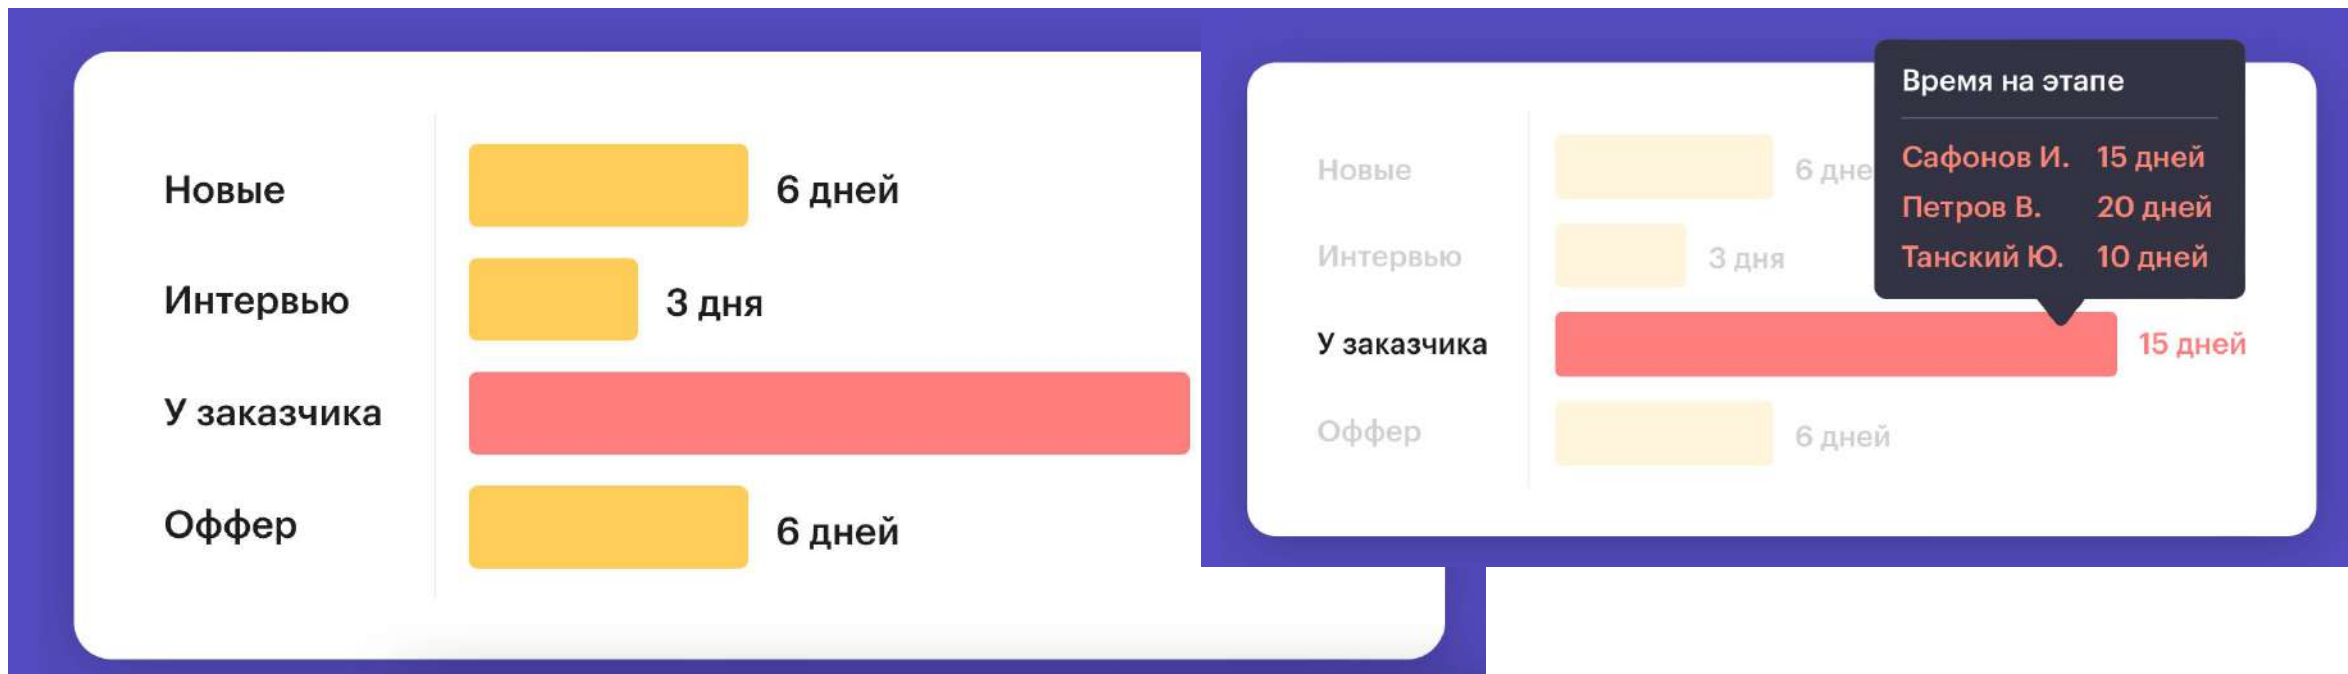 Новые
6 дней
Интервью
3 дня
У заказчика
Оффер
6 дней
Время на этапе
Сафонов И. 15 дней
Петров В. 20 дней
Танский Ю. 10 дней
Новые
6 дне
Интервью
3 дня
У заказчика
15 дней
Оффер
6 дней